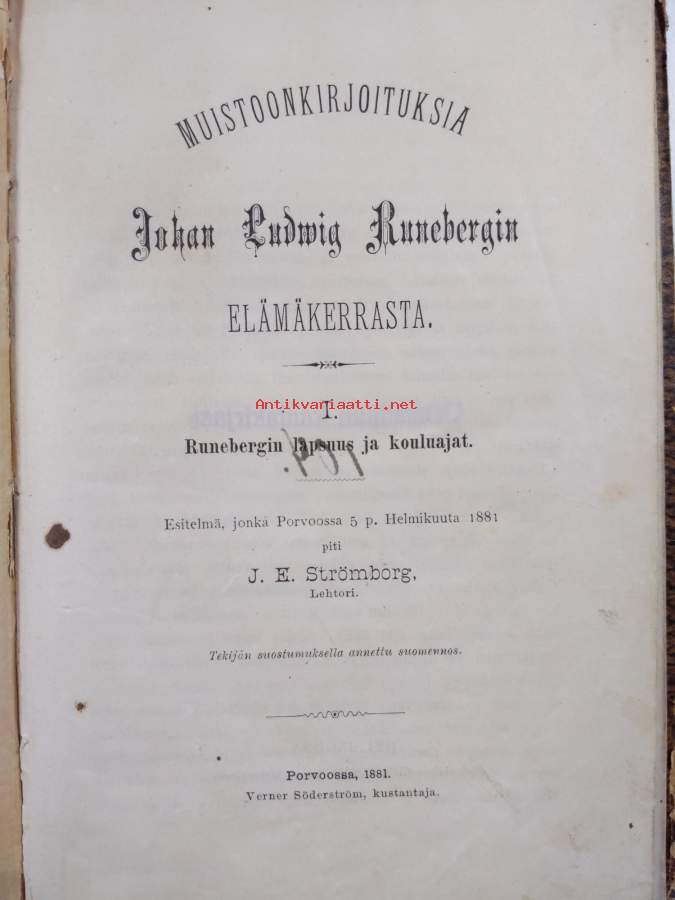 MUISTOONKIRJOITUKSIA
Johan Ludwig Runebergin
ELÄMÄKERRASTA.
Antikvariaatti.net
I.
Runebergin lapsuus ja kouluajat.
Esitelmä, jonka Porvoossa 5 p. Helmikuuta 1881
piti
J. E. Strömborg,
Lehtori.
Tekijän suostumuksella annettu suomennos.
Porvoossa, 1881.
Verner Söderström, kustantaja.